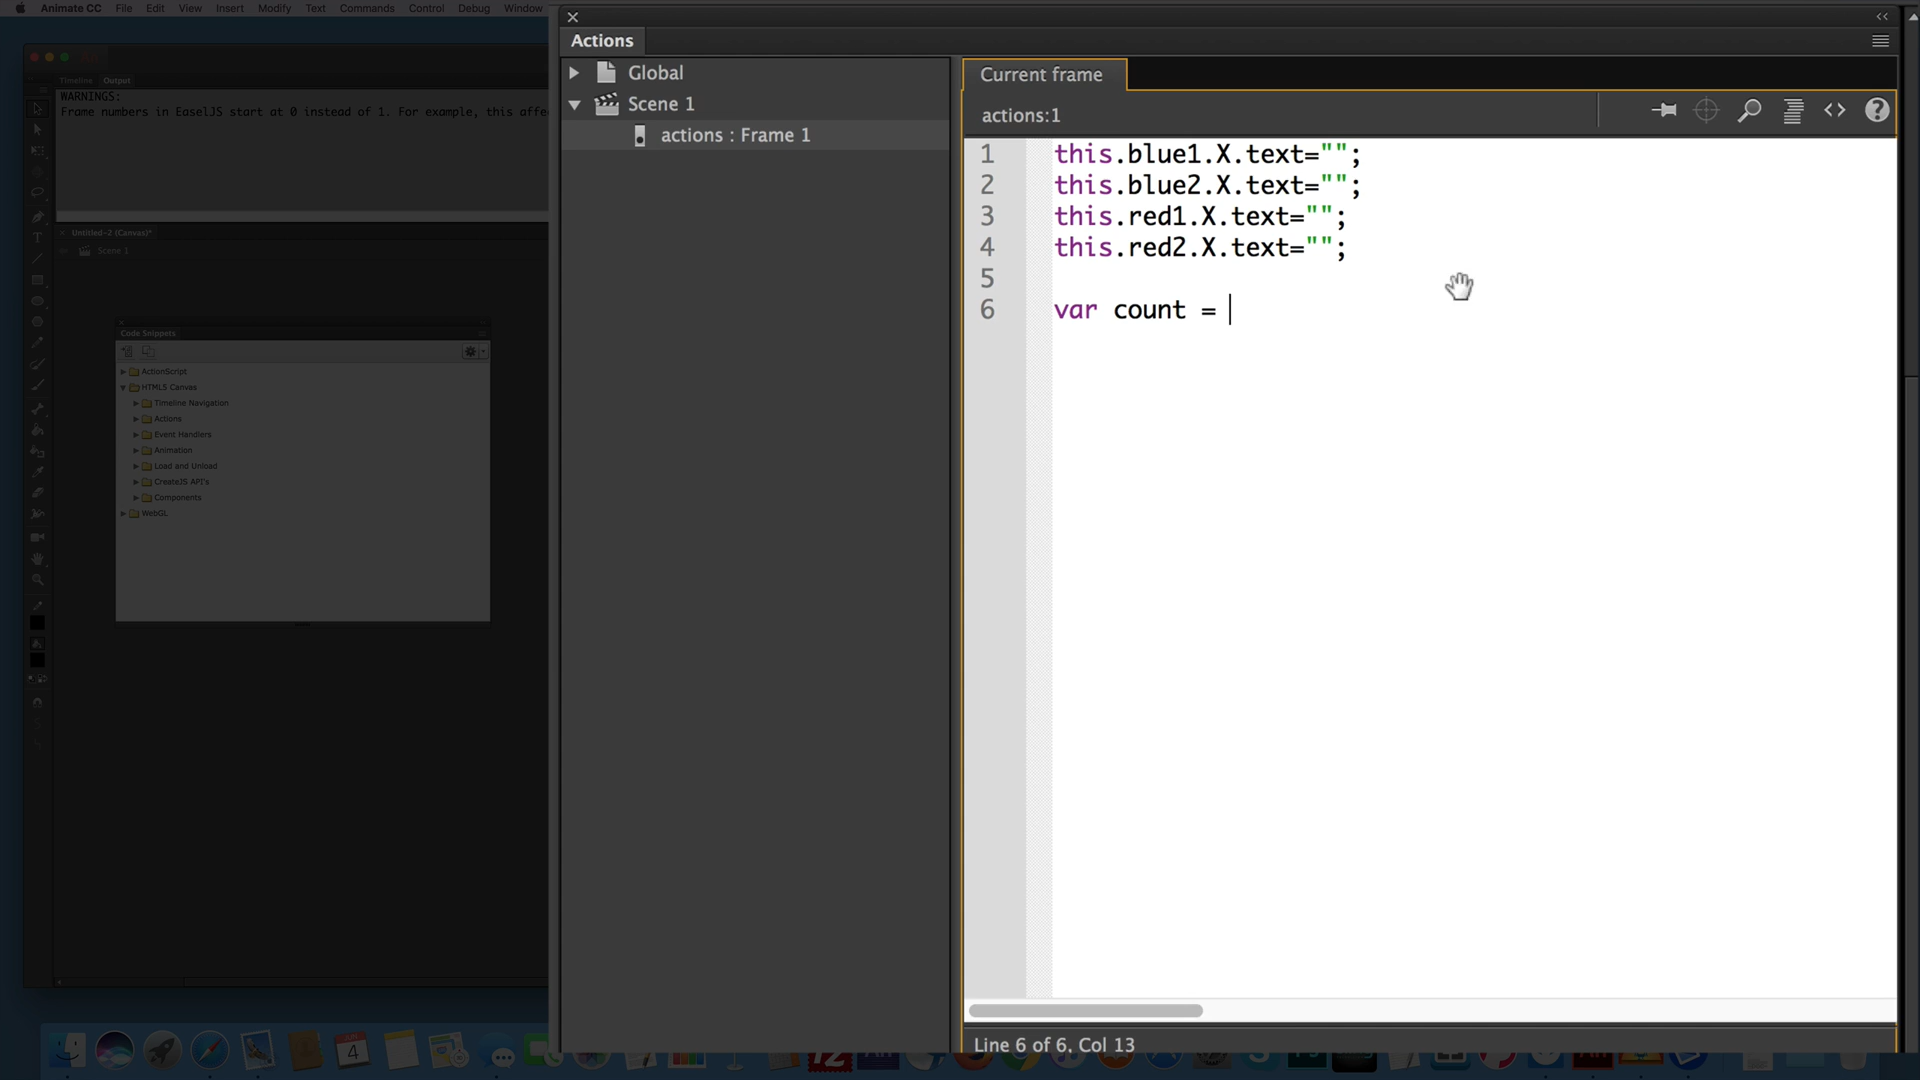 Animate CC File Edit View Insert Modify Text Commands Control Debug Window
Timeline Output
WARNINGS:
Frame numbers in EaselJS start at 0 instead of 1. For example, this affe
Untitled-2 (Canvas)*
Scene 1
Code Snippets
ActionScript
HTML5 Canvas
Timeline Navigation
Actions
Event Handlers
Animation
Load and Unload
CreateJS API's
Components
WebGL
Actions
Global
Scene 1
actions : Frame 1
Current frame
actions:1
1 this.blue1.X.text="";
2 this.blue2.X.text="";
3 this.red1.X.text="";
4 this.red2.X.text="";
5
6 var count =
Line 6 of 6, Col 13
JUN
4
12